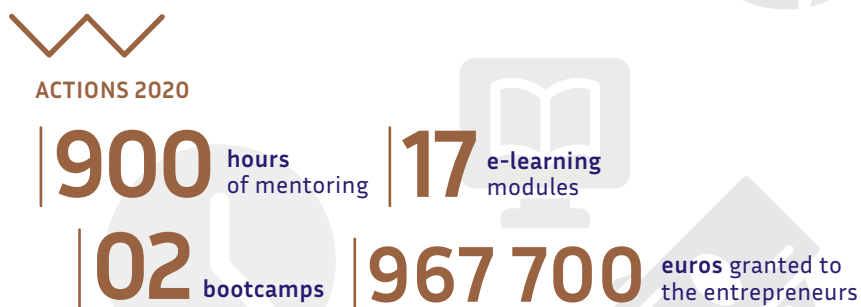 ACTIONS 2020
900 hours
of mentoring
17 e-learning
modules
02 bootcamps
967 700 euros granted to
the entrepreneurs